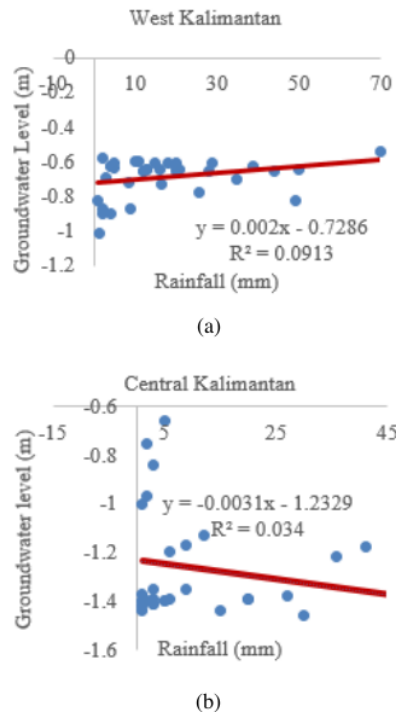 West Kalimantan
0
-10 10 30 50 70
-0.2
-0.4
-0.6
-0.8
-1
-1.2
Groundwater Level (m)
y = 0.002x - 0.7286
R² = 0.0913
Rainfall (mm)
(a)
Central Kalimantan
-0.6
-15 5 25 45
-0.8
-1
-1.2
-1.4
-1.6
Groundwater level (m)
y = -0.0031x - 1.2329
R² = 0.034
Rainfall (mm)
(b)